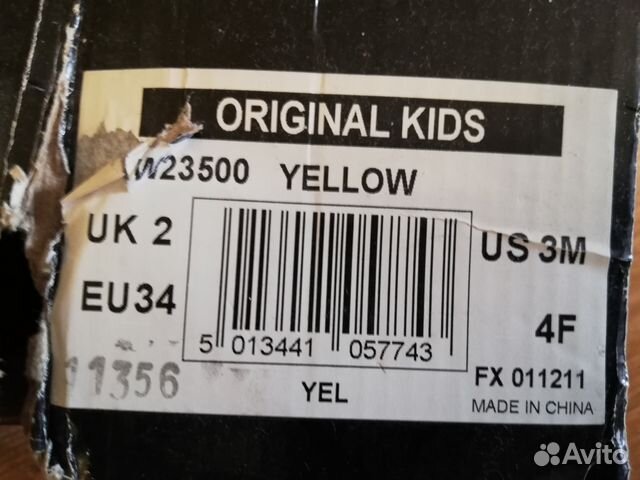 ORIGINAL KIDS
W23500 YELLOW
UK 2
US 3M
EU34
4F
5 013441 057743
11356
YEL
FX 011211
MADE IN CHINA
Avito